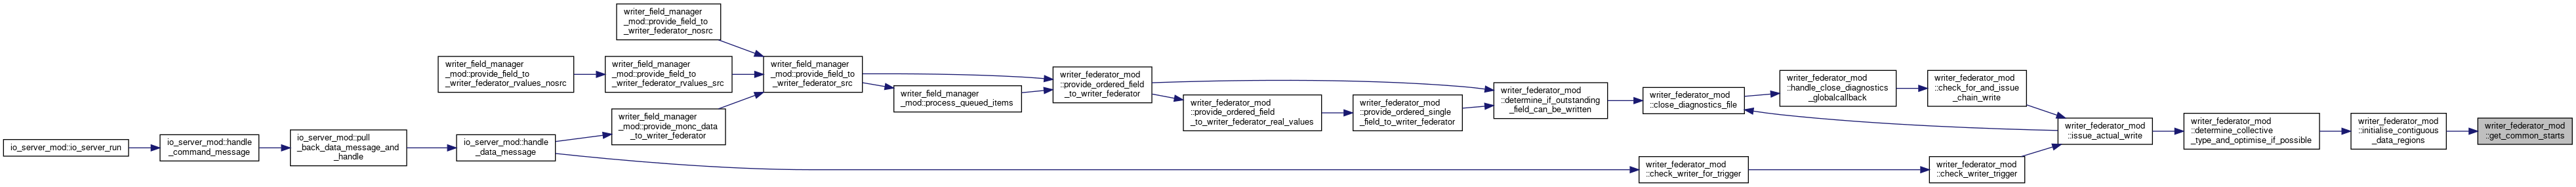 io_server_mod::io_server_run
io_server_mod::handle
_command_message
io_server_mod::pull
_back_data_message_and
_handle
writer_field_manager
_mod::provide_field_to
_writer_federator_rvalues_nosrc
io_server_mod::handle
_data_message
writer_field_manager
_mod::provide_field_to
_writer_federator_nosrc
writer_field_manager
_mod::provide_field_to
_writer_federator_rvalues_src
writer_field_manager
_mod::provide_monc_data
_to_writer_federator
writer_field_manager
_mod::provide_field_to
_writer_federator_src
writer_field_manager
_mod::process_queued_items
writer_federator_mod
::provide_ordered_field
_to_writer_federator
writer_federator_mod
::provide_ordered_field
_to_writer_federator_real_values
writer_federator_mod
::provide_ordered_single
_field_to_writer_federator
writer_federator_mod
::determine_if_outstanding
_field_can_be_written
writer_federator_mod
::close_diagnostics_file
writer_federator_mod
::check_writer_for_trigger
writer_federator_mod
::handle_close_diagnostics
_globalcallback
writer_federator_mod
::check_for_and_issue
_chain_write
writer_federator_mod
::check_writer_trigger
writer_federator_mod
::issue_actual_write
writer_federator_mod
::determine_collective
_type_and_optimise_if_possible
writer_federator_mod
::initialise_contiguous
_data_regions
writer_federator_mod
::get_common_starts